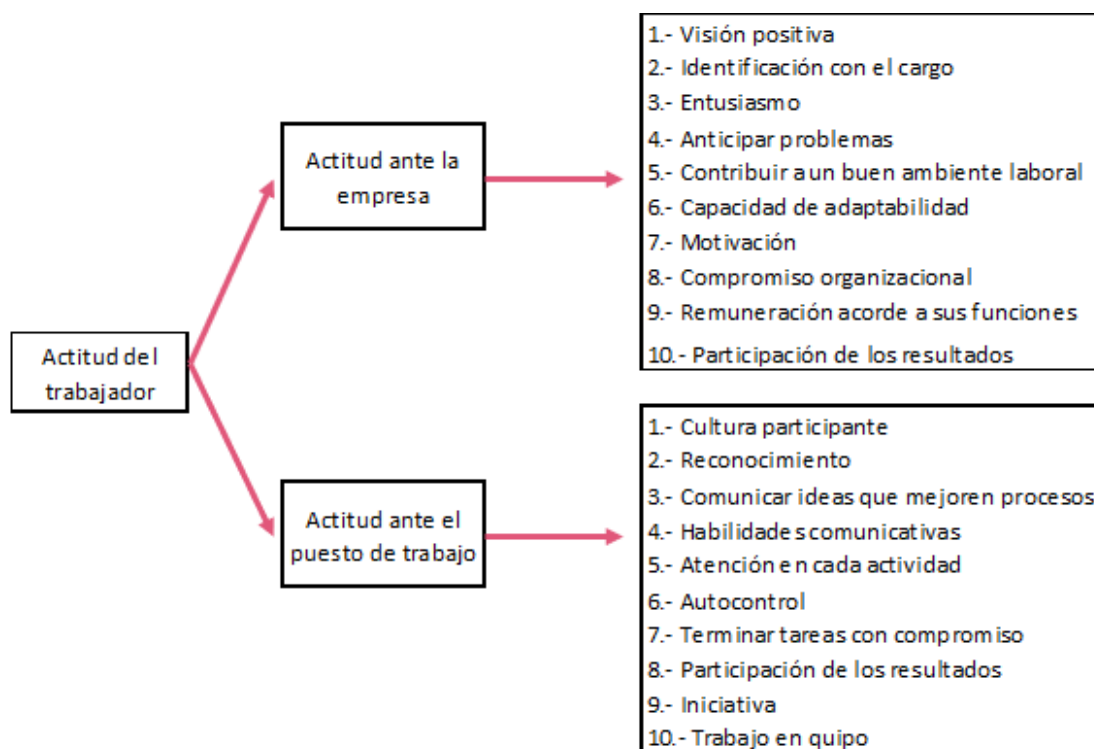 Actitud del
trabajador
Actitud ante la
empresa
1.- Visión positiva
2.- Identificación con el cargo
3.- Entusiasmo
4.- Anticipar problemas
5.- Contribuir a un buen ambiente laboral
6.- Capacidad de adaptabilidad
7.- Motivación
8.- Compromiso organizacional
9.- Remuneración acorde a sus funciones
10.- Participación de los resultados
Actitud ante el
puesto de trabajo
1.- Cultura participante
2.- Reconocimiento
3.- Comunicar ideas que mejoren procesos
4.- Habilidades comunicativas
5.- Atención en cada actividad
6.- Autocontrol
7.- Terminar tareas con compromiso
8.- Participación de los resultados
9.- Iniciativa
10.- Trabajo en quipo